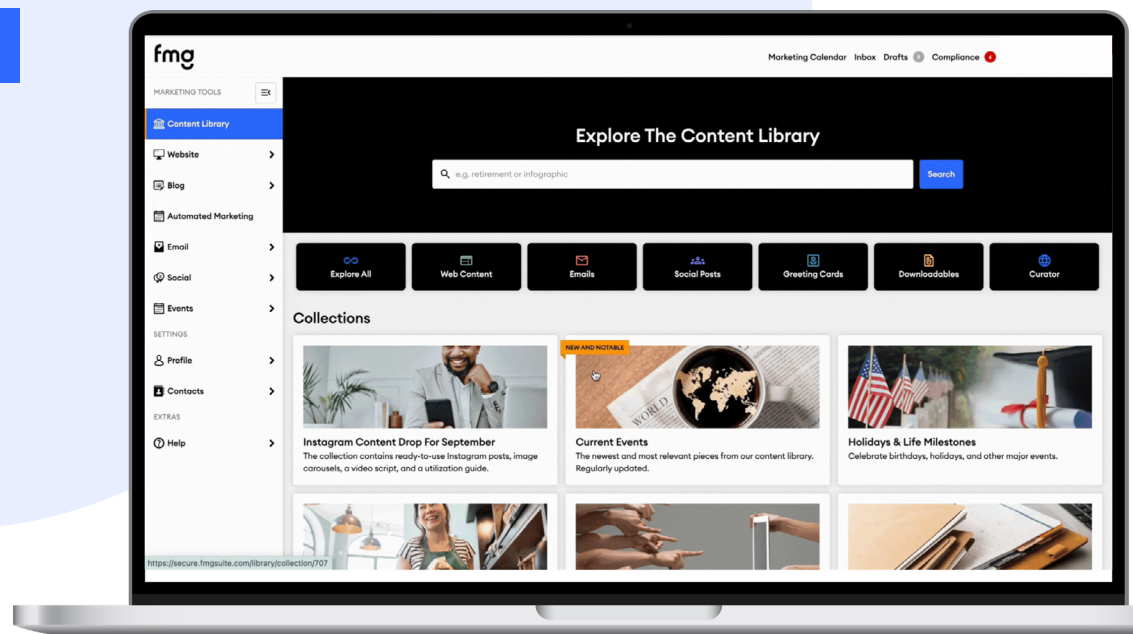 fmg
Marketing Calendar Inbox Drafts Compliance
MARKETING TOOLS
Content Library
Website
Blog
Automated Marketing
Email
Social
Events
SETTINGS
Profile
Contacts
EXTRAS
Help
Explore The Content Library
e.g. retirement or infographic
Search
Explore All
Web Content
Emails
Social Posts
Greeting Cards
Downloadables
Curator
Collections
Instagram Content Drop For September
The collection contains ready-to-use Instagram posts, image
carousels, a video script, and a utilization guide.
NEW AND NOTABLE
WORLD
Current Events
The newest and most relevant pieces from our content library.
Regularly updated.
Holidays & Life Milestones
Celebrate birthdays, holidays, and other major events.
https://secure.fmgsuite.com/library/collection/707